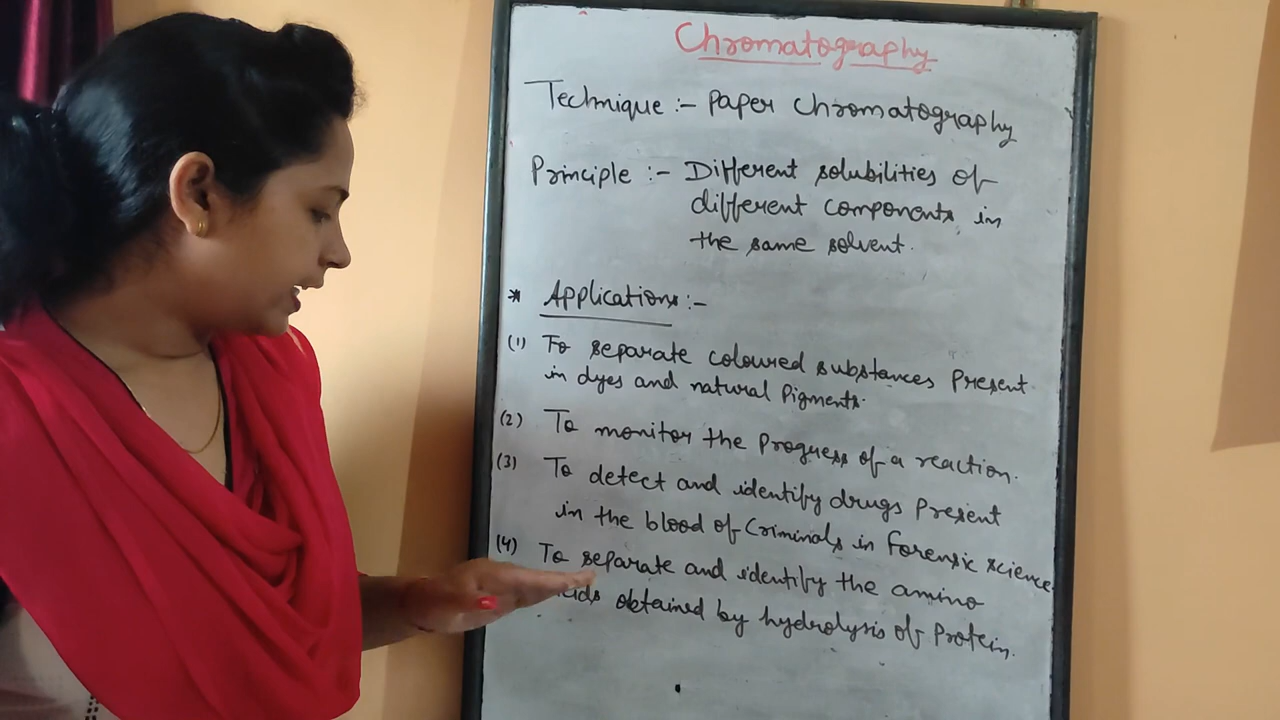 Chromatography
Technique :- Paper Chromatography
Principle :- Different solubilities of
different components in
the same solvent.
* Applications :-
(1) To separate coloured substances Present
in dyes and natural Pigments.
(2) To monitor the Progress of a reaction.
(3) To detect and identify drugs Present
in the blood of Criminals in Forensic science
(4) To separate and identify the amino
obtained by hydrolysis of Protein.